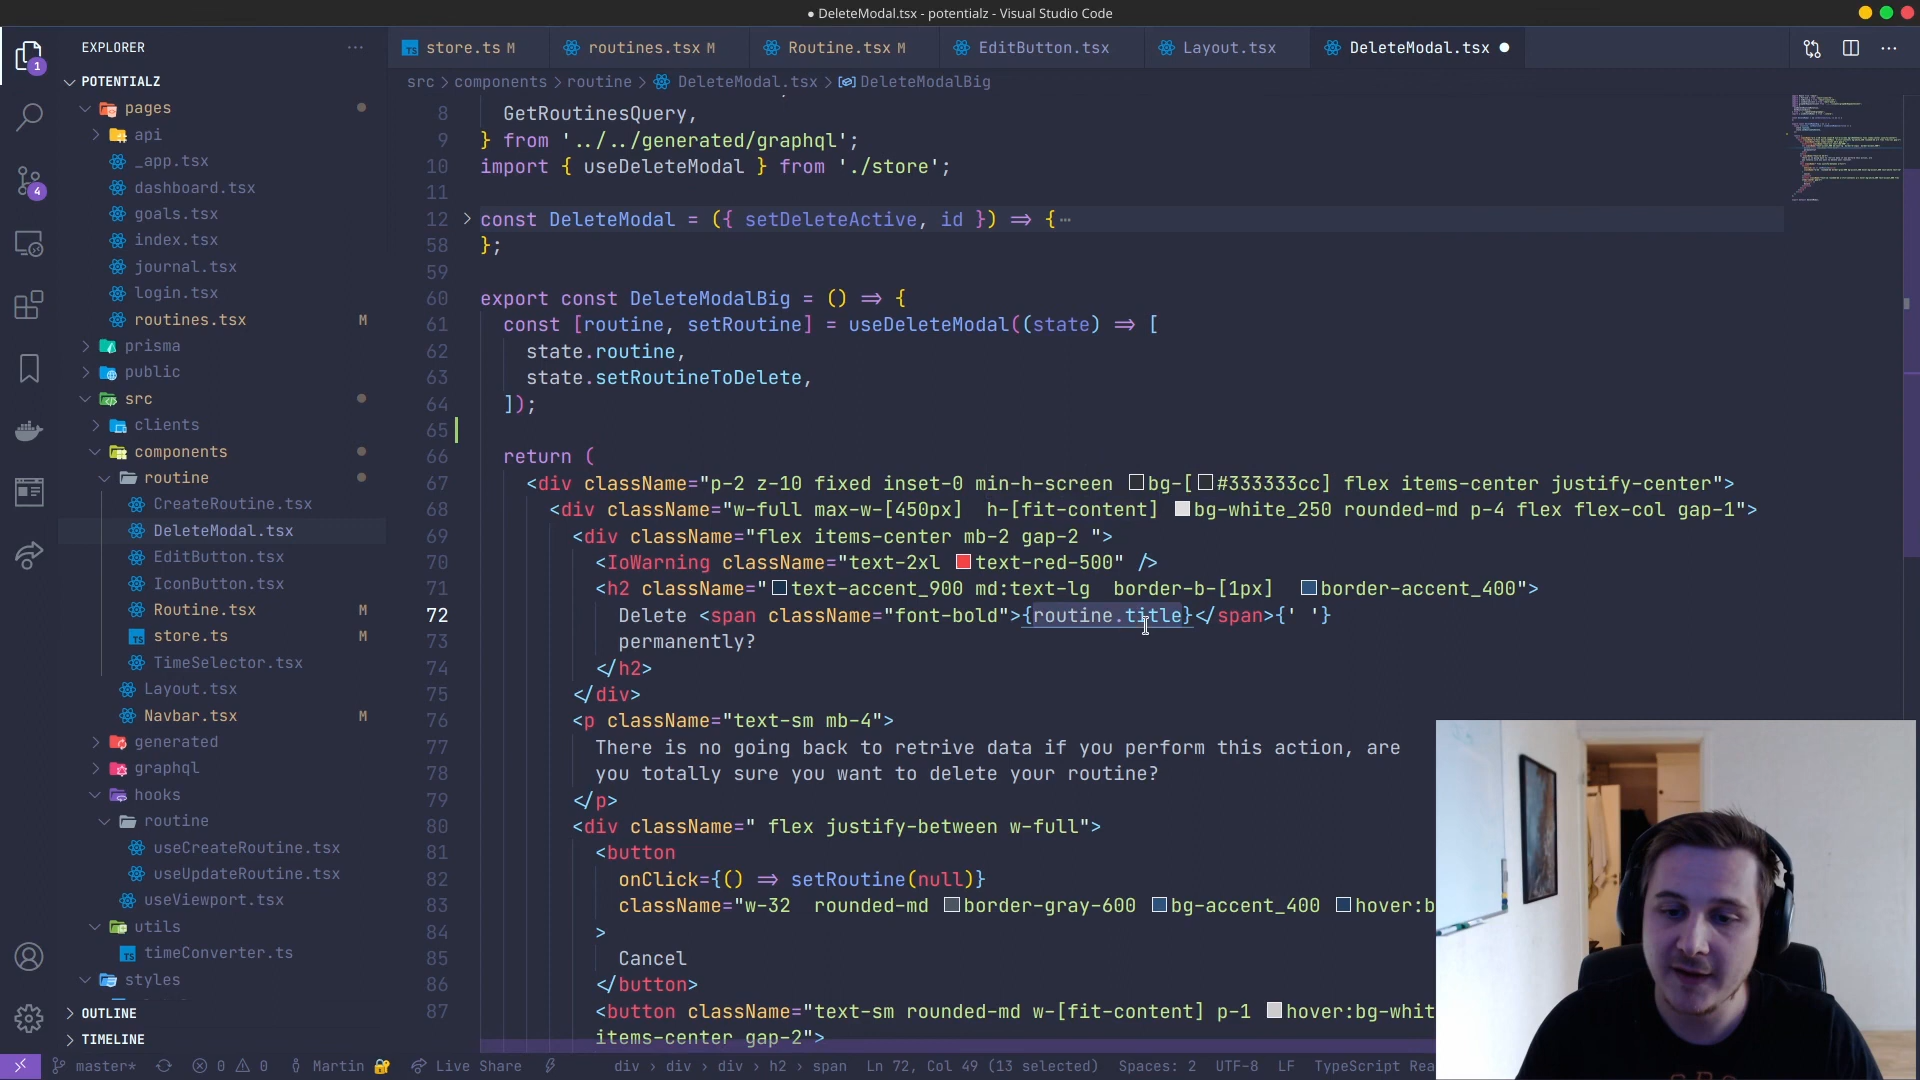 ● DeleteModal.tsx - potentialz - Visual Studio Code
EXPLORER
POTENTIALZ
pages
api
_app.tsx
dashboard.tsx
goals.tsx
index.tsx
journal.tsx
login.tsx
routines.tsx M
prisma
public
src
clients
components
routine
CreateRoutine.tsx
DeleteModal.tsx
EditButton.tsx
IconButton.tsx
Routine.tsx M
store.ts M
TimeSelector.tsx
Layout.tsx
Navbar.tsx M
generated
graphql
hooks
routine
useCreateRoutine.tsx
useUpdateRoutine.tsx
useViewport.tsx
utils
timeConverter.ts
styles
OUTLINE
TIMELINE
1
4
TS store.ts M routines.tsx M Routine.tsx M EditButton.tsx Layout.tsx DeleteModal.tsx ●
src > components > routine > DeleteModal.tsx > DeleteModalBig
8 GetRoutinesQuery,
9 } from '../../generated/graphql';
10 import { useDeleteModal } from './store';
11
12 const DeleteModal = ({ setDeleteActive, id }) => {…
58 };
59
60 export const DeleteModalBig = () => {
61 const [routine, setRoutine] = useDeleteModal((state) => [
62 state.routine,
63 state.setRoutineToDelete,
64 ]);
65
66 return (
67 <div className="p-2 z-10 fixed inset-0 min-h-screen bg-[#333333cc] flex items-center justify-center">
68 <div className="w-full max-w-[450px]  h-[fit-content] bg-white_250 rounded-md p-4 flex flex-col gap-1">
69 <div className="flex items-center mb-2 gap-2 ">
70 <IoWarning className="text-2xl text-red-500" />
71 <h2 className="text-accent_900 md:text-lg  border-b-[1px]  border-accent_400">
72 Delete <span className="font-bold">{routine.title}</span>{' '}
73 permanently?
74 </h2>
75 </div>
76 <p className="text-sm mb-4">
77 There is no going back to retrive data if you perform this action, are
78 you totally sure you want to delete your routine?
79 </p>
80 <div className=" flex justify-between w-full">
81 <button
82 onClick={() => setRoutine(null)}
83 className="w-32  rounded-md border-gray-600 bg-accent_400 hover:b
84 >
85 Cancel
86 </button>
87 <button className="text-sm rounded-md w-[fit-content] p-1 hover:bg-whit
items-center gap-2">
master* 0 0 Martin Live Share div > div > div > h2 > span Ln 72, Col 49 (13 selected) Spaces: 2 UTF-8 LF TypeScript Rea